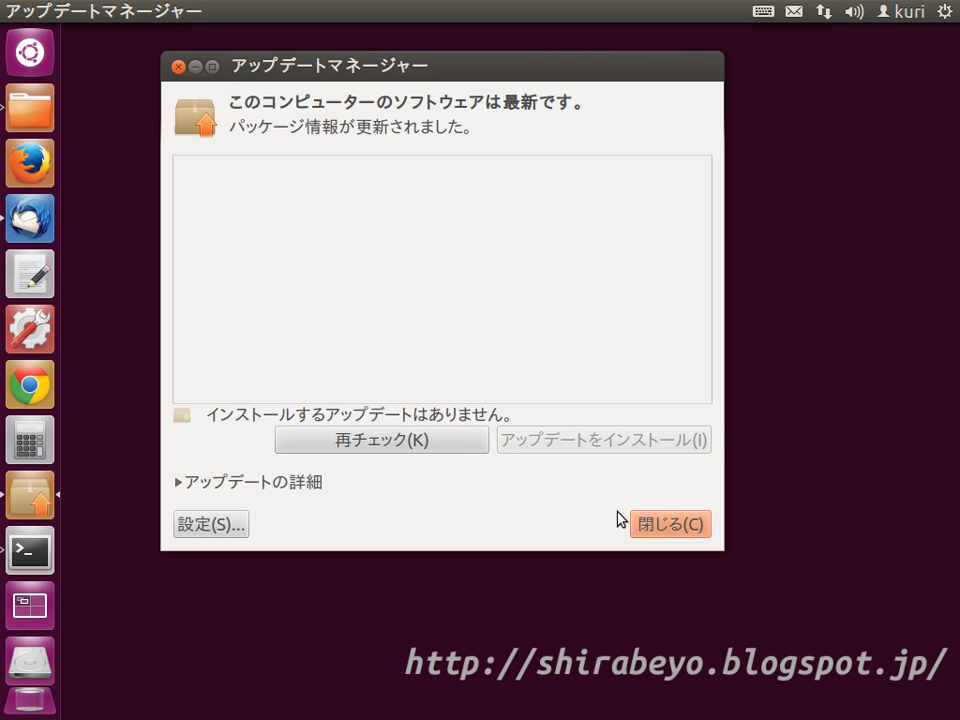 アップデートマネージャー
kuri
アップデートマネージャー
このコンピューターのソフトウェアは最新です。
パッケージ情報が更新されました。
インストールするアップデートはありません。
再チェック(K)
アップデートをインストール(I)
アップデートの詳細
設定(S)...
閉じる(C)
http://shirabeyo.blogspot.jp/